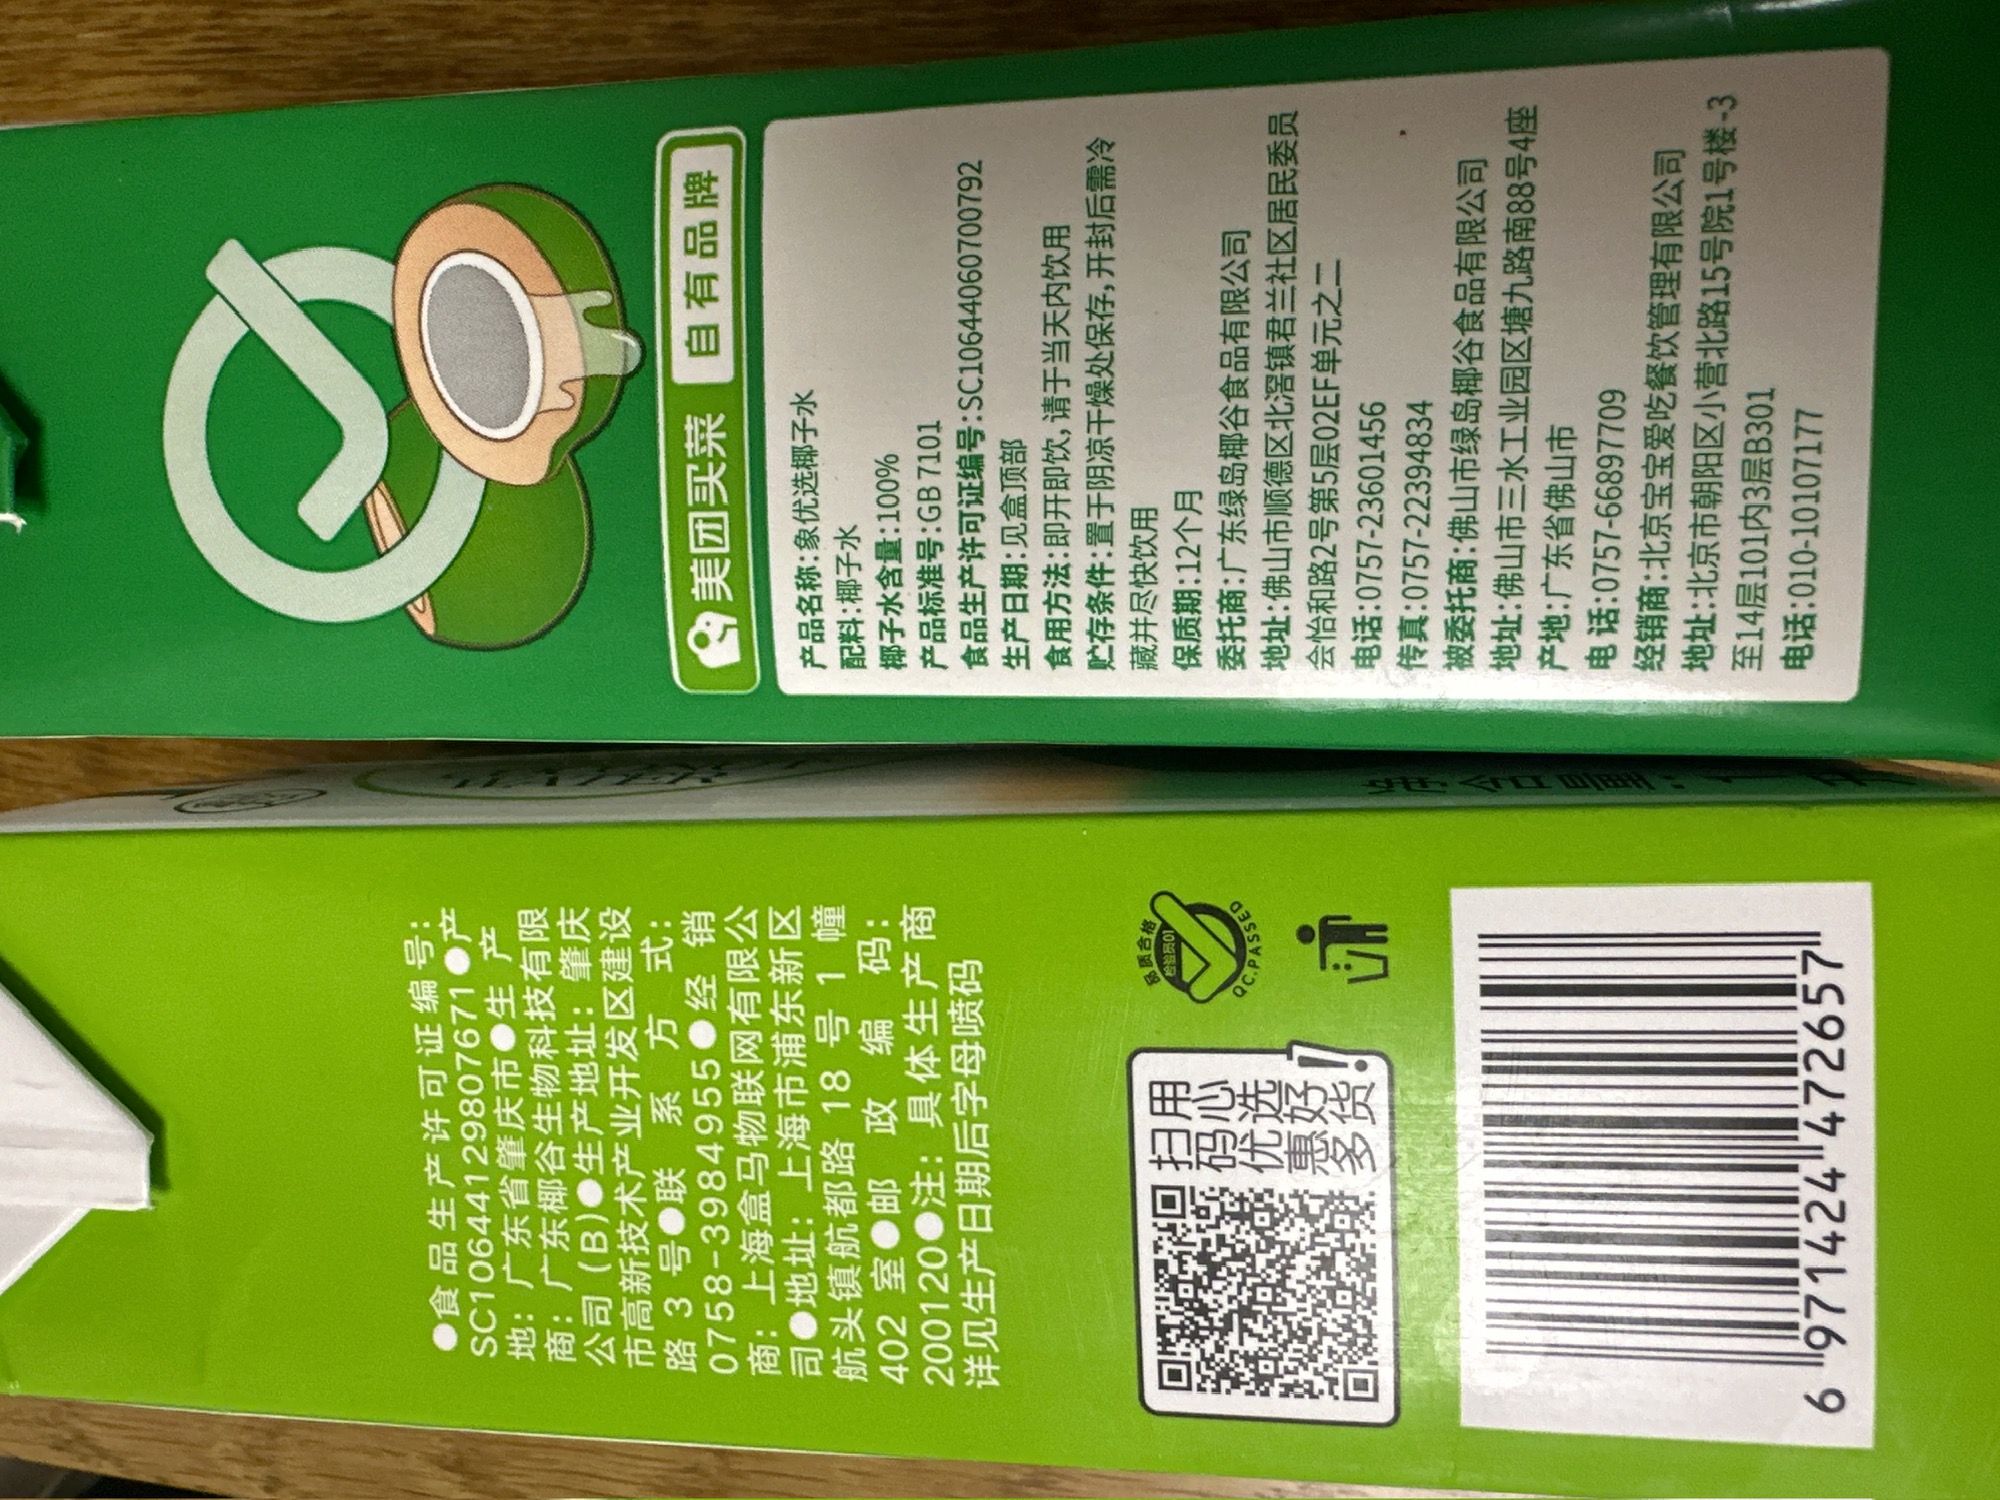 美团买菜 自有品牌
产品名称:象优选椰子水
配料:椰子水
椰子水含量:100%
产品标准号:GB 7101
食品生产许可证编号:SC10644060700792
生产日期:见盒顶部
食用方法:即开即饮,请于当天内饮用
贮存条件:置于阴凉干燥处保存,开封后需冷
藏并尽快饮用
保质期:12个月
委托商:广东绿岛椰谷食品有限公司
地址:佛山市顺德区北滘镇君兰社区居民委员
会怡和路2号第5层02EF单元之二
电话:0757-23601456
传真:0757-22394834
被委托商:佛山市绿岛椰谷食品有限公司
地址:佛山市三水工业园区塘九路南88号4座
产地:广东省佛山市
电 话:0757-66897709
经销商:北京宝宝爱吃餐饮管理有限公司
地址:北京市朝阳区小营北路15号院1号楼-3
至14层101内3层B301
电话:010-10107177
净含量:1
●食品生产许可证编号:
SC10644129807671●产
地:广东省肇庆市●生产
商:广东椰谷生物科技有限
公司(B)●生产地址:肇庆
市高新技术产业开发区建设
路3号●联系方式:
0758-3984955●经销
商:上海盒马物联网有限公
司●地址:上海市浦东新区
航头镇航都路18号1幢
402室●邮政编码:
200120●注:具体生产商
详见生产日期后字母喷码
扫用
码心
优选
惠好
多货!
品质合格
检验员01
QC.PASSED
6 971424 472657